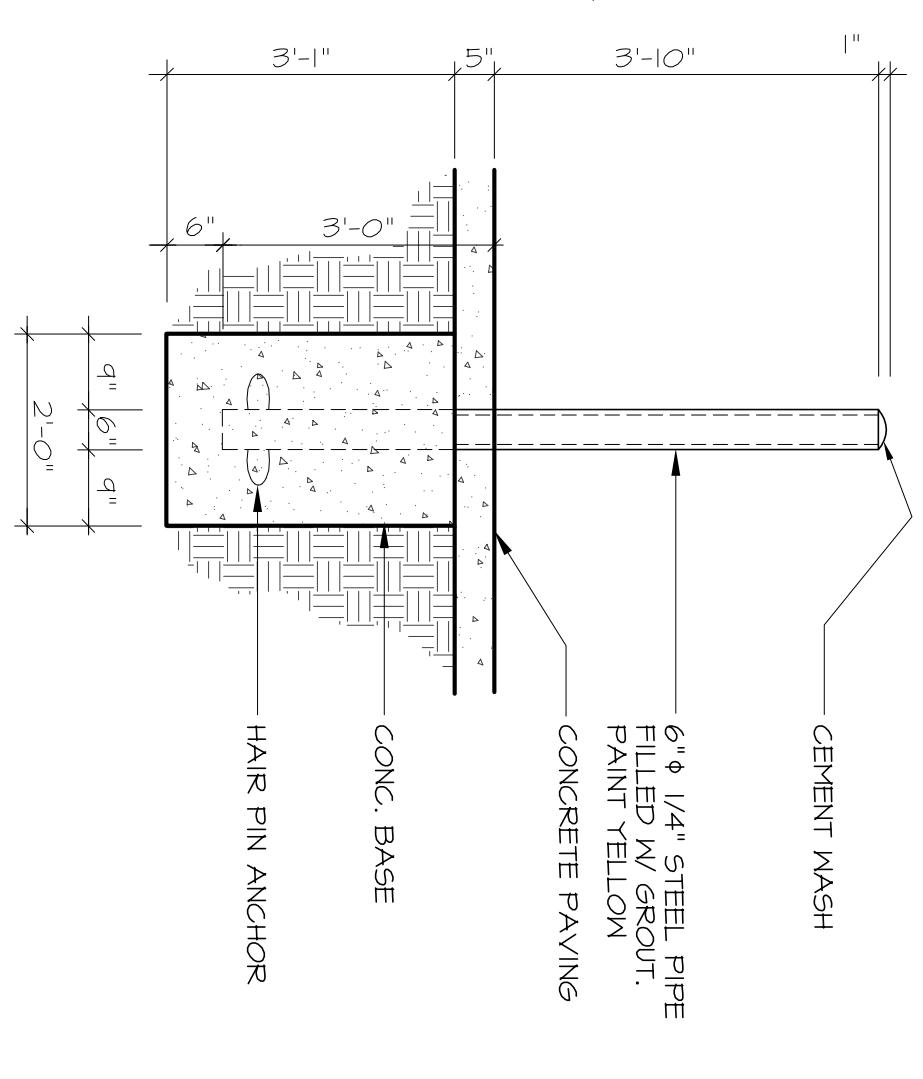 3'-1"
5"
3'-10"
1"
6"
3'-0"
9"
6"
9"
2'-0"
CEMENT WASH
6"ϕ 1/4" STEEL PIPE
FILLED W/ GROUT.
PAINT YELLOW
CONCRETE PAVING
CONC. BASE
HAIR PIN ANCHOR